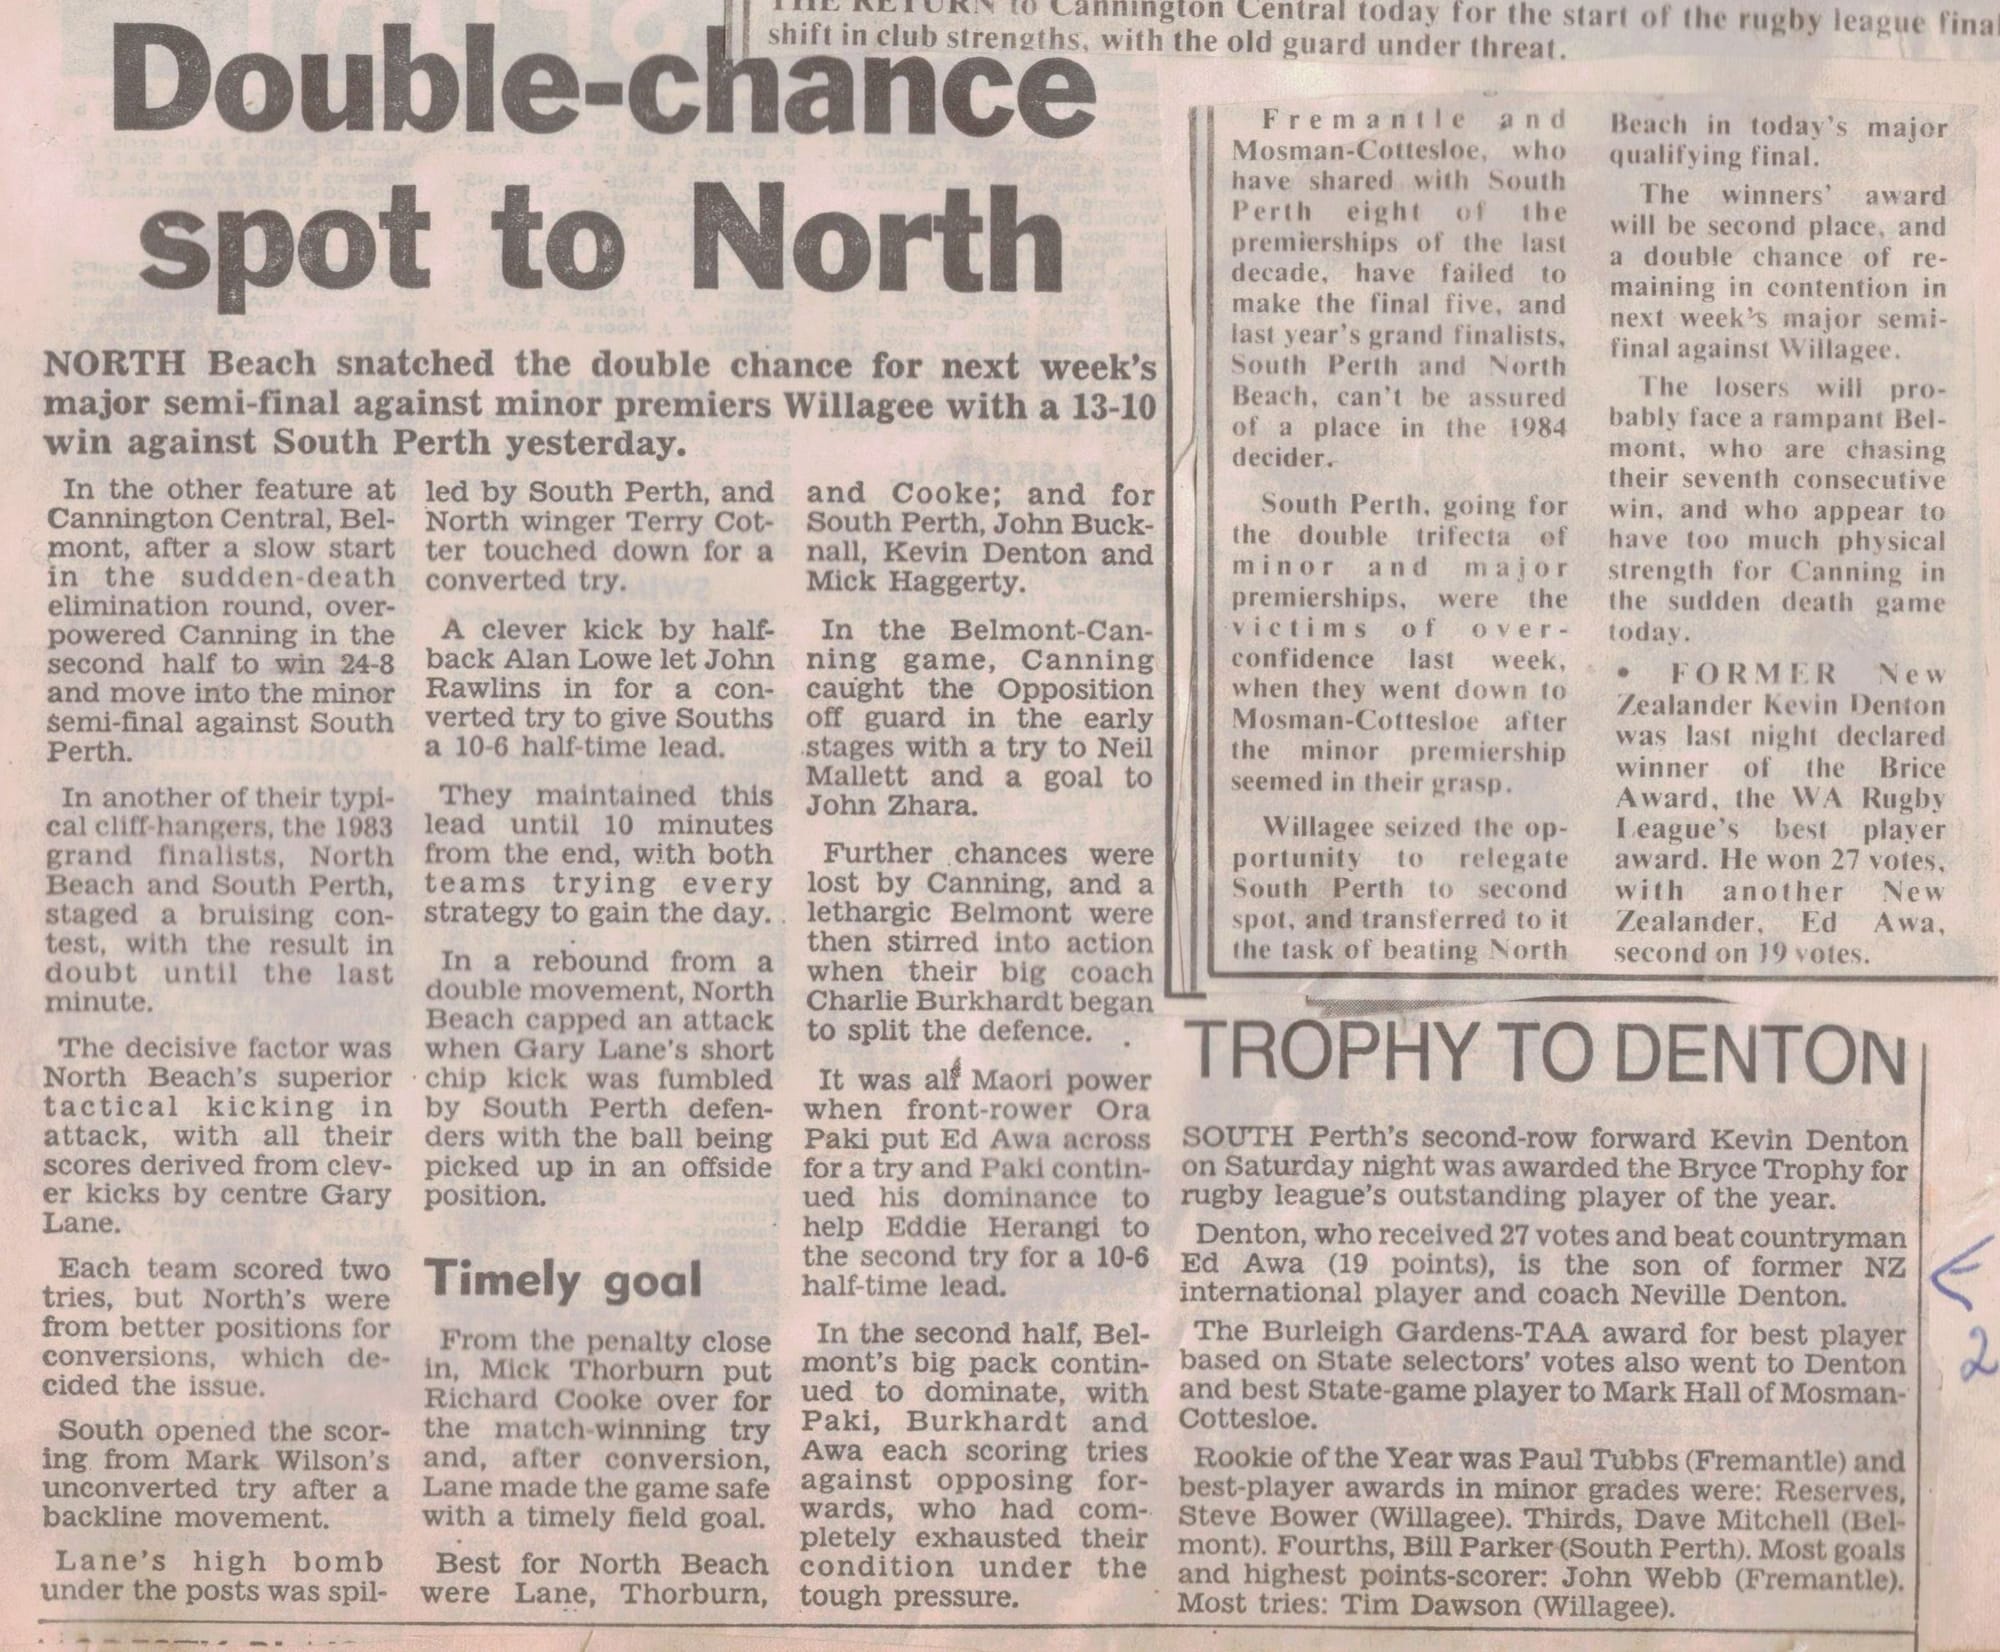 Double-chance
spot to North
NORTH Beach snatched the double chance for next week's
major semi-final against minor premiers Willagee with a 13-10
win against South Perth yesterday.
In the other feature at
Cannington Central, Bel-
mont, after a slow start
in the sudden-death
elimination round, over-
powered Canning in the
second half to win 24-8
and move into the minor
semi-final against South
Perth.
In another of their typi-
cal cliff-hangers, the 1983
grand finalists, North
Beach and South Perth,
staged a bruising con-
test, with the result in
doubt until the last
minute.
The decisive factor was
North Beach's superior
tactical kicking in
attack, with all their
scores derived from clev-
er kicks by centre Gary
Lane.
Each team scored two
tries, but North's were
from better positions for
conversions, which de-
cided the issue.
South opened the scor-
ing from Mark Wilson's
unconverted try after a
backline movement.
Lane's high bomb
under the posts was spil-
led by South Perth, and
North winger Terry Cot-
ter touched down for a
converted try.
A clever kick by half-
back Alan Lowe let John
Rawlins in for a con-
verted try to give Souths
a 10-6 half-time lead.
They maintained this
lead until 10 minutes
from the end, with both
teams trying every
strategy to gain the day.
In a rebound from a
double movement, North
Beach capped an attack
when Gary Lane's short
chip kick was fumbled
by South Perth defen-
ders with the ball being
picked up in an offside
position.
Timely goal
From the penalty close
in, Mick Thorburn put
Richard Cooke over for
the match-winning try
and, after conversion,
Lane made the game safe
with a timely field goal.
Best for North Beach
were Lane, Thorburn,
and Cooke; and for
South Perth, John Buck-
nall, Kevin Denton and
Mick Haggerty.
In the Belmont-Can-
ning game, Canning
caught the Opposition
off guard in the early
stages with a try to Neil
Mallett and a goal to
John Zhara.
Further chances were
lost by Canning, and a
lethargic Belmont were
then stirred into action
when their big coach
Charlie Burkhardt began
to split the defence.
It was all Maori power
when front-rower Ora
Paki put Ed Awa across
for a try and Paki contin-
ued his dominance to
help Eddie Herangi to
the second try for a 10-6
half-time lead.
In the second half, Bel-
mont's big pack contin-
ued to dominate, with
Paki, Burkhardt and
Awa each scoring tries
against opposing for-
wards, who had com-
pletely exhausted their
condition under the
tough pressure.
THE RETURN to Cannington Central today for the start of the rugby league final
shift in club strengths, with the old guard under threat.
Fremantle and
Mosman-Cottesloe, who
have shared with South
Perth eight of the
premierships of the last
decade, have failed to
make the final five, and
last year's grand finalists,
South Perth and North
Beach, can't be assured
of a place in the 1984
decider.
South Perth, going for
the double trifecta of
minor and major
premierships, were the
victims of over-
confidence last week,
when they went down to
Mosman-Cottesloe after
the minor premiership
seemed in their grasp.
Willagee seized the op-
portunity to relegate
South Perth to second
spot, and transferred to it
the task of beating North
Beach in today's major
qualifying final.
The winners' award
will be second place, and
a double chance of re-
maining in contention in
next week's major semi-
final against Willagee.
The losers will pro-
bably face a rampant Bel-
mont, who are chasing
their seventh consecutive
win, and who appear to
have too much physical
strength for Canning in
the sudden death game
today.
• FORMER New
Zealander Kevin Denton
was last night declared
winner of the Brice
Award, the WA Rugby
League's best player
award. He won 27 votes,
with another New
Zealander, Ed Awa,
second on 19 votes.
TROPHY TO DENTON
SOUTH Perth's second-row forward Kevin Denton
on Saturday night was awarded the Bryce Trophy for
rugby league's outstanding player of the year.
Denton, who received 27 votes and beat countryman
Ed Awa (19 points), is the son of former NZ
international player and coach Neville Denton.
The Burleigh Gardens-TAA award for best player
based on State selectors' votes also went to Denton
and best State-game player to Mark Hall of Mosman-
Cottesloe.
Rookie of the Year was Paul Tubbs (Fremantle) and
best-player awards in minor grades were: Reserves,
Steve Bower (Willagee). Thirds, Dave Mitchell (Bel-
mont). Fourths, Bill Parker (South Perth). Most goals
and highest points-scorer: John Webb (Fremantle).
Most tries: Tim Dawson (Willagee).
2